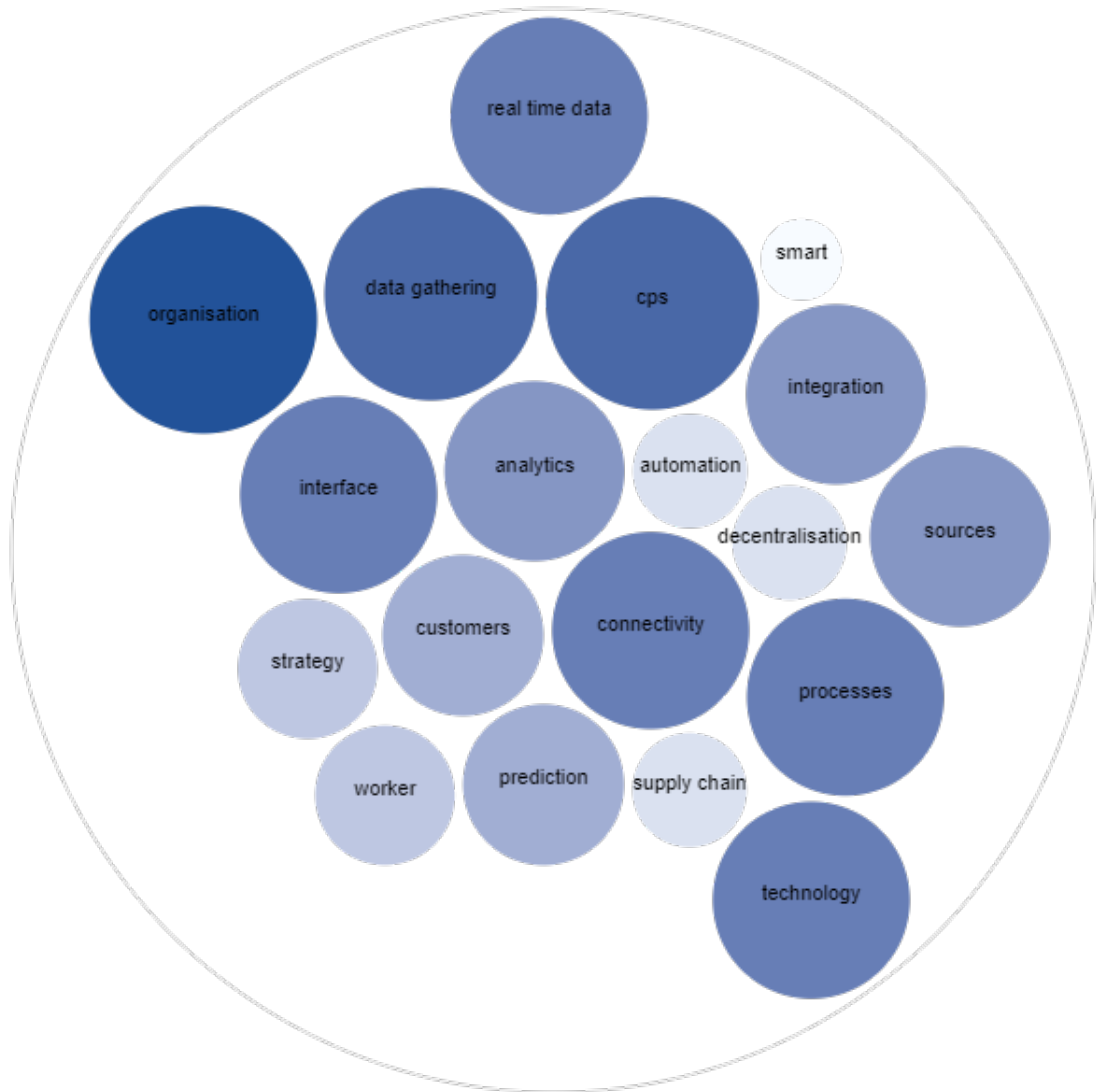 real time data
smart
data gathering
cps
organisation
integration
analytics
automation
interface
decentralisation
sources
customers
connectivity
strategy
processes
prediction
supply chain
worker
technology